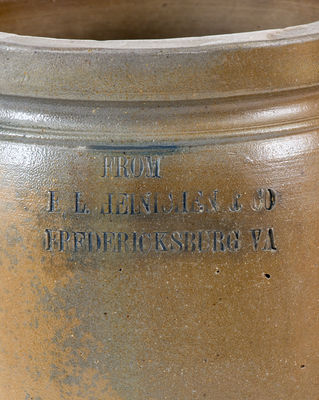 FROM
E. L. & CO
FREDERICKSBURG VA